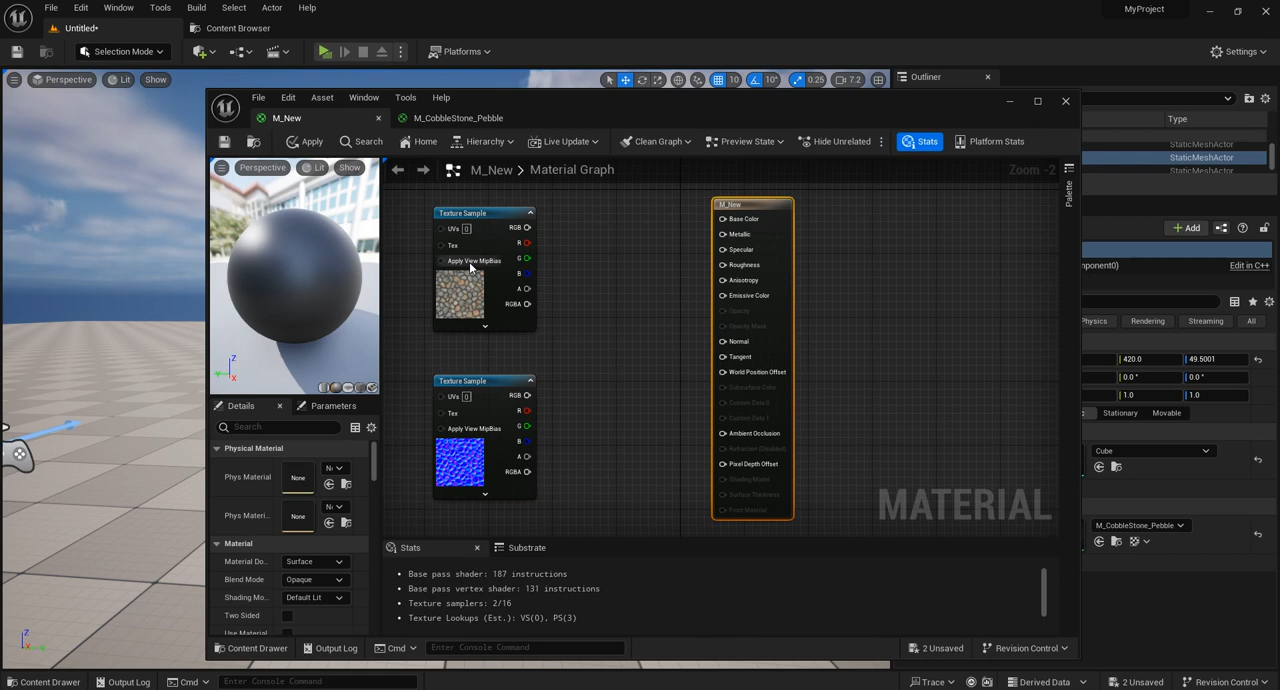 File Edit Window Tools Build Select Actor Help
MyProject
Untitled*
Content Browser
Selection Mode
Platforms
Settings
Perspective
Lit
Show
10
10°
0.25
7.2
Outliner
File Edit Asset Window Tools Help
M_New
M_CobbleStone_Pebble
Type
Apply
Search
Home
Hierarchy
Live Update
Clean Graph
Preview State
Hide Unrelated
Stats
Platform Stats
StaticMeshActor
StaticMeshActor
StaticMeshActor
Perspective
Lit
Show
M_New > Material Graph
Zoom -2
Palette
Texture Sample
UVs 0
Tex
Apply View MipBias
RGB
R
G
B
A
RGBA
Texture Sample
UVs 0
Tex
Apply View MipBias
RGB
R
G
B
A
RGBA
M_New
Base Color
Metallic
Specular
Roughness
Anisotropy
Emissive Color
Opacity
Opacity Mask
Normal
Tangent
World Position Offset
Subsurface Color
Custom Data 0
Custom Data 1
Ambient Occlusion
Refraction (Disabled)
Pixel Depth Offset
Shading Model
Surface Thickness
Front Material
MATERIAL
Z
Y
X
Details
Parameters
Search
Physical Material
Phys Material
None
Phys Materi...
None
Material
Material Do...
Surface
Blend Mode
Opaque
Shading Mo...
Default Lit
Two Sided
Use Material
Stats
Substrate
Base pass shader: 187 instructions
Base pass vertex shader: 131 instructions
Texture samplers: 2/16
Texture Lookups (Est.): VS(0), PS(3)
Content Drawer
Output Log
Cmd
Enter Console Command
2 Unsaved
Revision Control
Add
ponent0)
Edit in C++
Physics
Rendering
Streaming
All
420.0
49.5001
0.0 °
0.0 °
1.0
1.0
Stationary
Movable
Cube
M_CobbleStone_Pebble
Z
X
Content Drawer
Output Log
Cmd
Enter Console Command
Trace
Derived Data
2 Unsaved
Revision Control